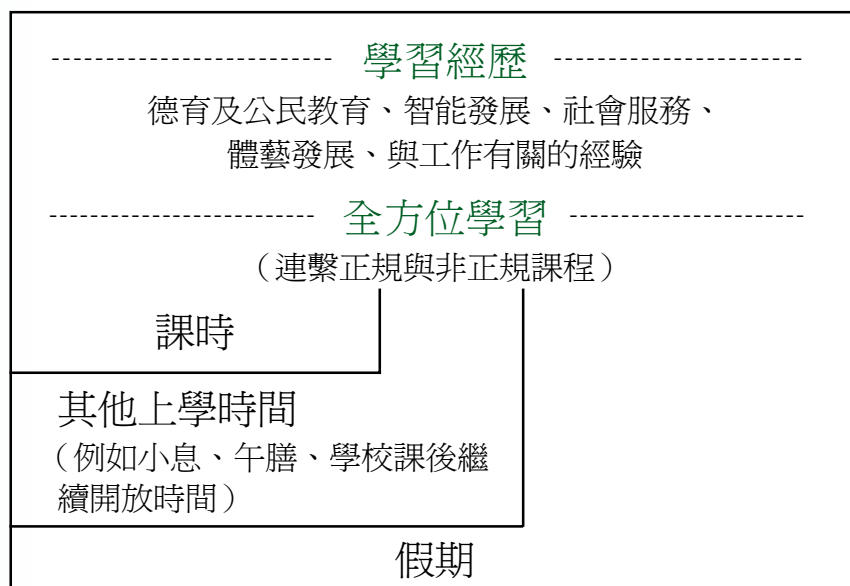 學習經歷
德育及公民教育、智能發展、社會服務、
體藝發展、與工作有關的經驗
全方位學習
（連繫正規與非正規課程）
課時
其他上學時間
（例如小息、午膳、學校課後繼
續開放時間）
假期